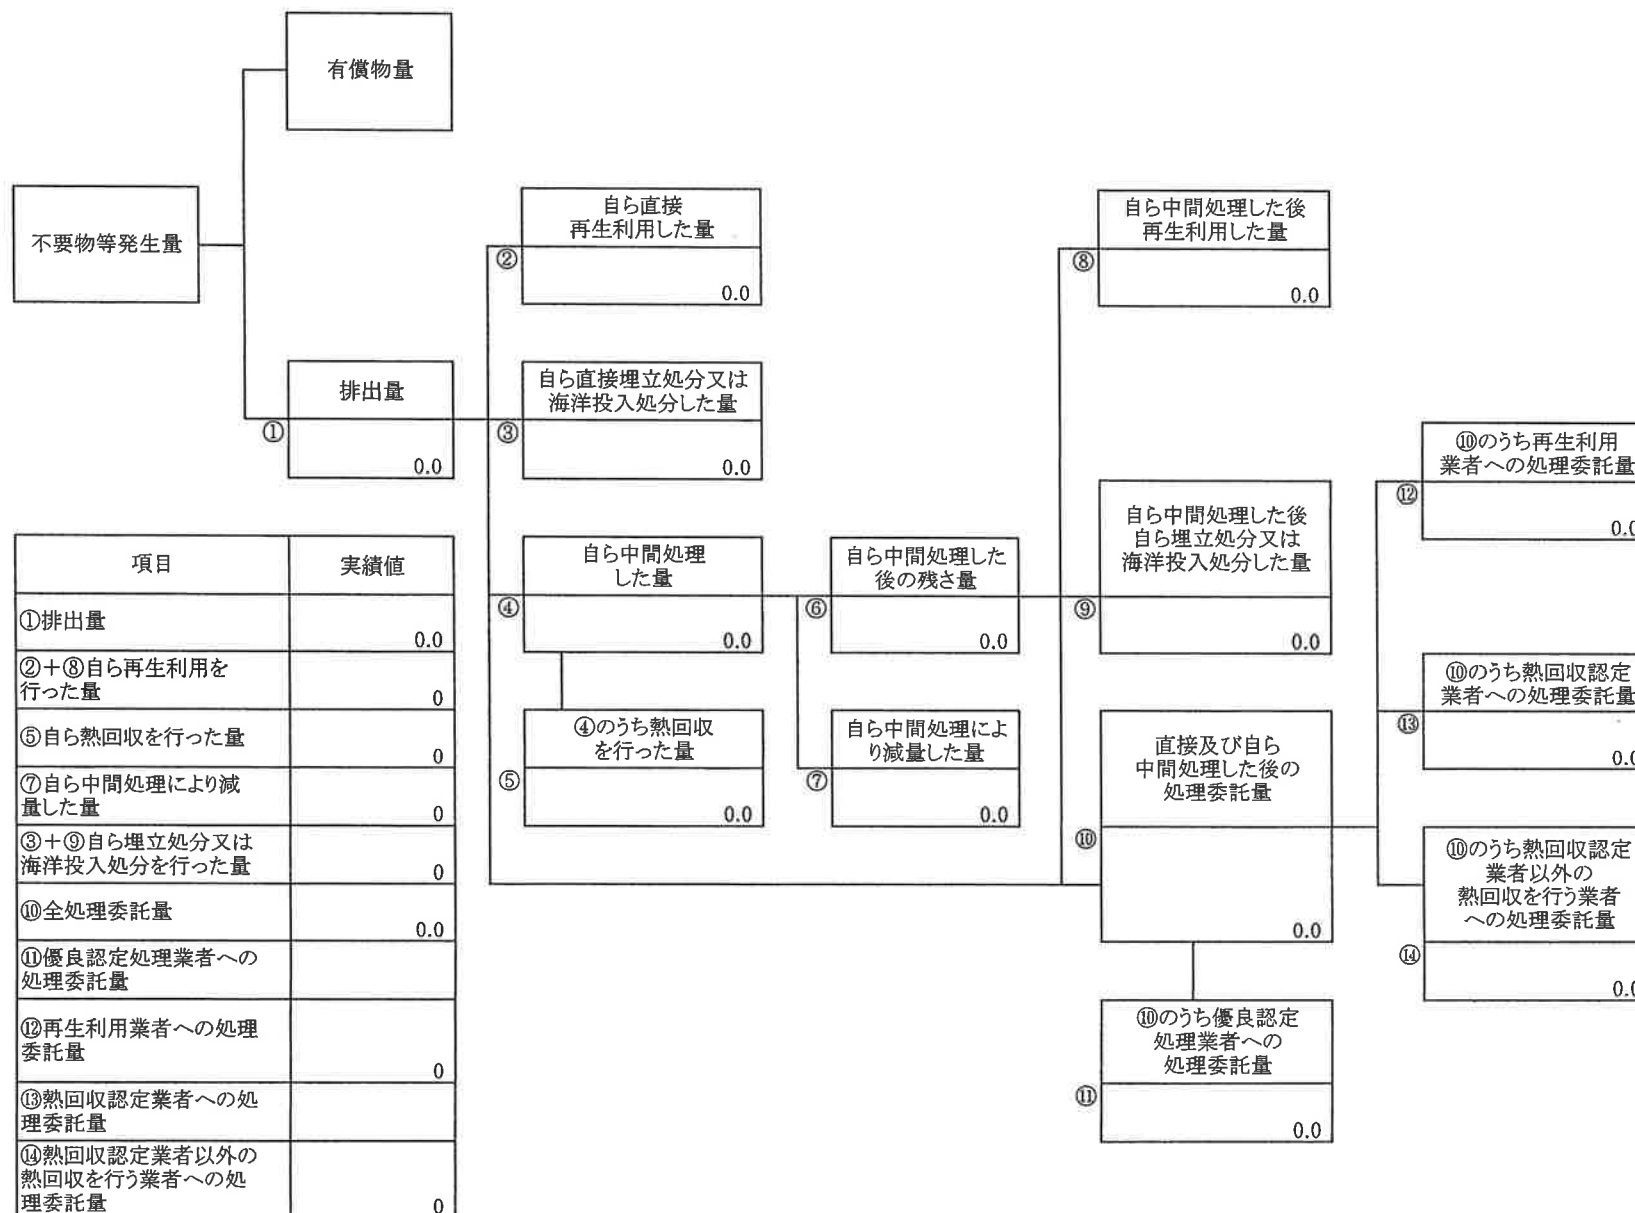 有償物量
不要物等発生量
排出量
①
0.0
自ら直接
再生利用した量
②
0.0
自ら直接埋立処分又は
海洋投入処分した量
③
0.0
自ら中間処理
した量
④
0.0
④のうち熱回収
を行った量
⑤
0.0
自ら中間処理した
後の残さ量
⑥
0.0
自ら中間処理によ
り減量した量
⑦
0.0
自ら中間処理した後
再生利用した量
⑧
0.0
自ら中間処理した後
自ら埋立処分又は
海洋投入処分した量
⑨
0.0
直接及び自ら
中間処理した後の
処理委託量
⑩
0.0
⑩のうち優良認定
処理業者への
処理委託量
⑪
0.0
⑩のうち再生利用
業者への処理委託量
⑫
0.0
⑩のうち熱回収認定
業者への処理委託量
⑬
0.0
⑩のうち熱回収認定
業者以外の
熱回収を行う業者
への処理委託量
⑭
0.0
項目 実績値
①排出量
0.0
②＋⑧自ら再生利用を
行った量
0
⑤自ら熱回収を行った量
0
⑦自ら中間処理により減
量した量
0
③＋⑨自ら埋立処分又は
海洋投入処分を行った量
0
⑩全処理委託量
0.0
⑪優良認定処理業者への
処理委託量
⑫再生利用業者への処理
委託量
0
⑬熱回収認定業者への処
理委託量
⑭熱回収認定業者以外の
熱回収を行う業者への処
理委託量
0